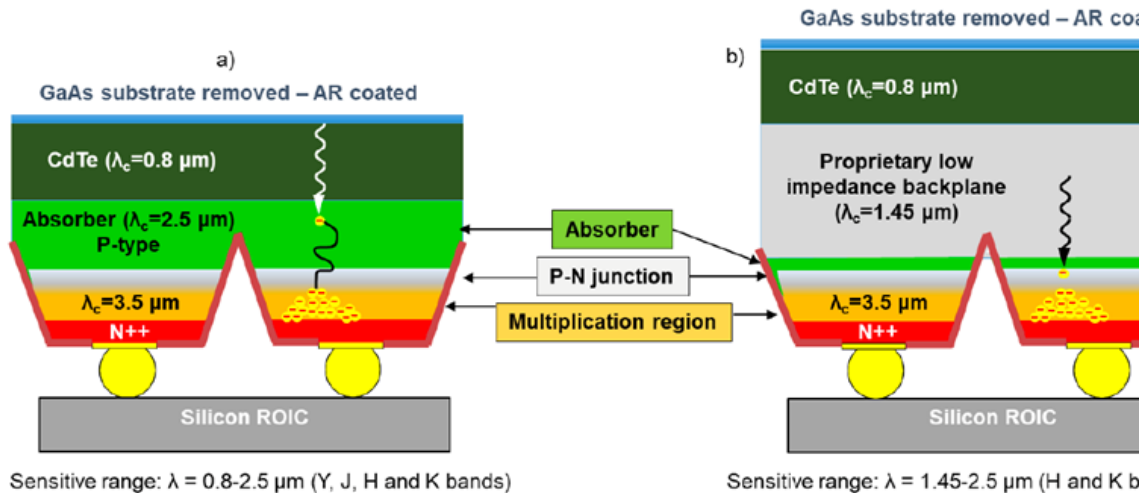 a)
GaAs substrate removed – AR coated
CdTe (λc=0.8 µm)
Absorber (λc=2.5 µm)
P-type
λc=3.5 µm
N++
Silicon ROIC
Sensitive range: λ = 0.8-2.5 µm (Y, J, H and K bands)
Absorber
P-N junction
Multiplication region
b)
GaAs substrate removed – AR coa
CdTe (λc=0.8 µm)
Proprietary low
impedance backplane
(λc=1.45 µm)
λc=3.5 µm
N++
Silicon ROIC
Sensitive range: λ = 1.45-2.5 µm (H and K b